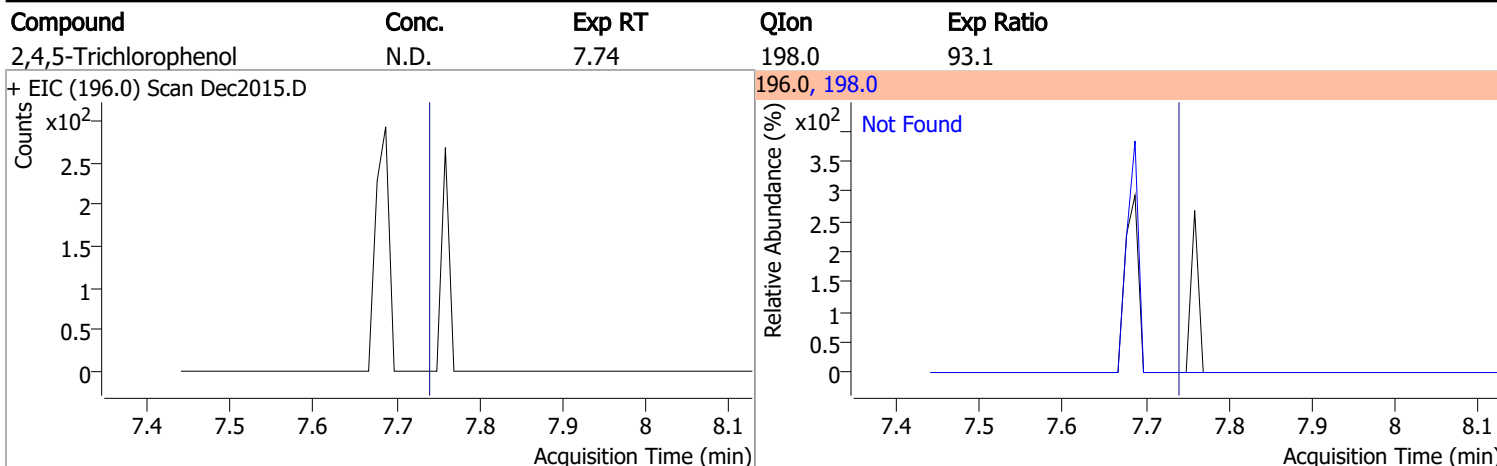 Compound Conc. Exp RT QIon Exp Ratio
2,4,5-Trichlorophenol N.D. 7.74 198.0 93.1
+ EIC (196.0) Scan Dec2015.D
Counts
x10²
2.5
2
1.5
1
0.5
0
7.4 7.5 7.6 7.7 7.8 7.9 8 8.1
Acquisition Time (min)
196.0, 198.0
Relative Abundance (%)
x10²
Not Found
3.5
3
2.5
2
1.5
1
0.5
0
7.4 7.5 7.6 7.7 7.8 7.9 8 8.1
Acquisition Time (min)